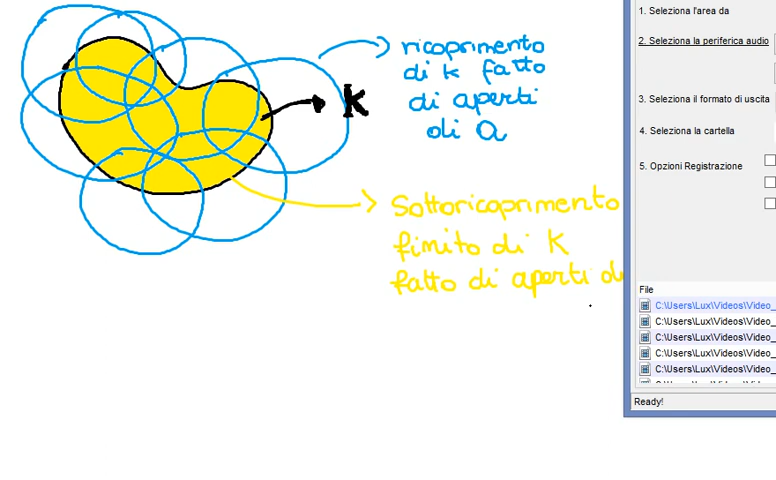 ricoprimento
di K fatto
di aperti
di a
K
Sottoricoprimento
finito di K
fatto di aperti di
1. Seleziona l'area da
2. Seleziona la periferica audio
3. Seleziona il formato di uscita
4. Seleziona la cartella
5. Opzioni Registrazione
File
C:\Users\Lux\Videos\Video_
C:\Users\Lux\Videos\Video_
C:\Users\Lux\Videos\Video_
C:\Users\Lux\Videos\Video_
C:\Users\Lux\Videos\Video_
Ready!